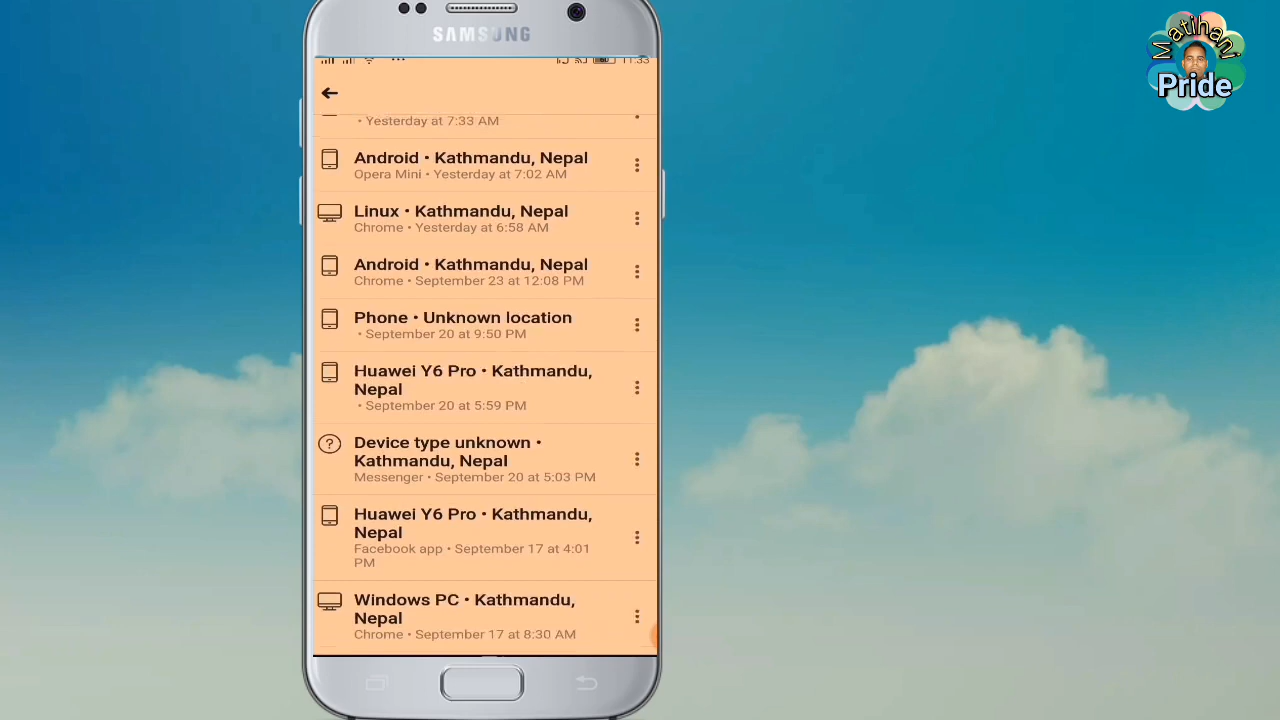 SAMSUNG
11:33
• Yesterday at 7:33 AM
Android • Kathmandu, Nepal
Opera Mini • Yesterday at 7:02 AM
Linux • Kathmandu, Nepal
Chrome • Yesterday at 6:58 AM
Android • Kathmandu, Nepal
Chrome • September 23 at 12:08 PM
Phone • Unknown location
• September 20 at 9:50 PM
Huawei Y6 Pro • Kathmandu,
Nepal
• September 20 at 5:59 PM
Device type unknown •
Kathmandu, Nepal
Messenger • September 20 at 5:03 PM
Huawei Y6 Pro • Kathmandu,
Nepal
Facebook app • September 17 at 4:01
PM
Windows PC • Kathmandu,
Nepal
Chrome • September 17 at 8:30 AM
Matihani
Pride